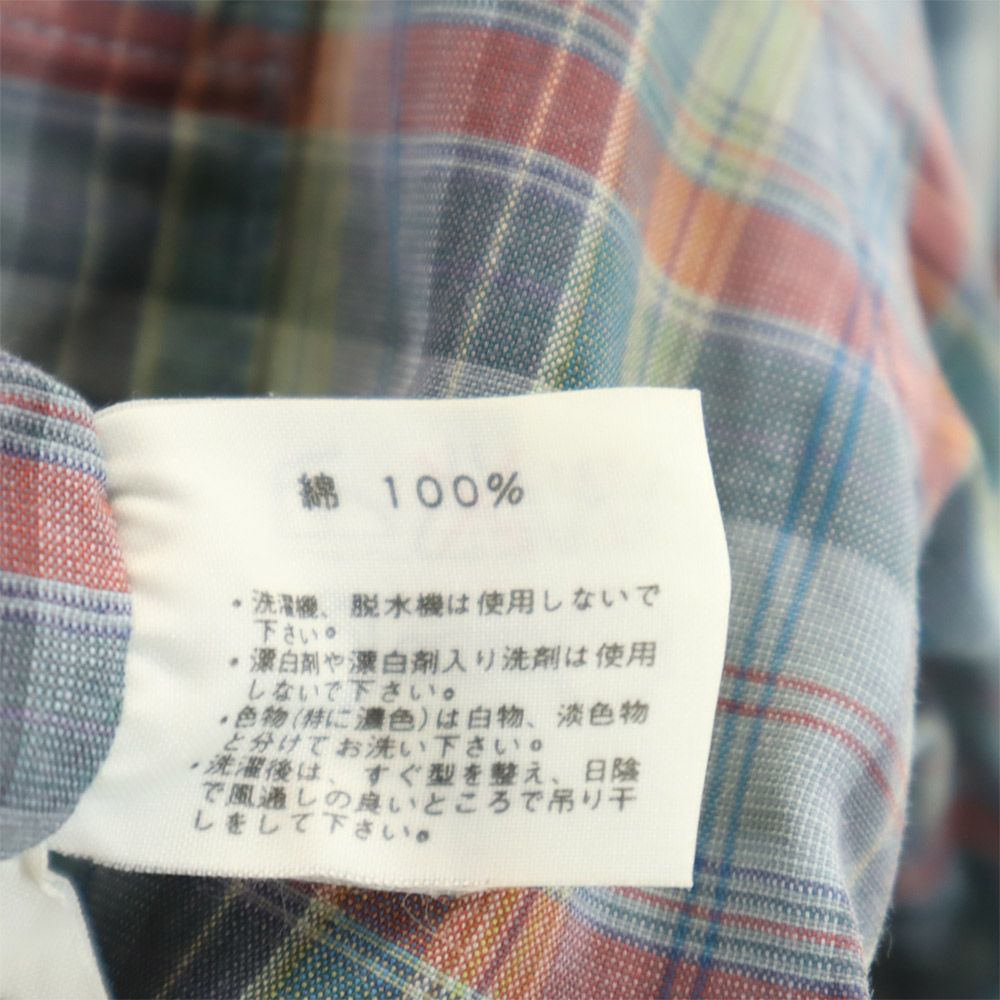 綿 100%
・洗濯機、脱水機は使用しないで
下さい。
・漂白剤や漂白剤入り洗剤は使用
しないで下さい。
・色物(特に濃色)は白物、淡色物
と分けてお洗い下さい。
・洗濯後は、すぐ型を整え、日陰
で風通しの良いところで吊り干
しをして下さい。